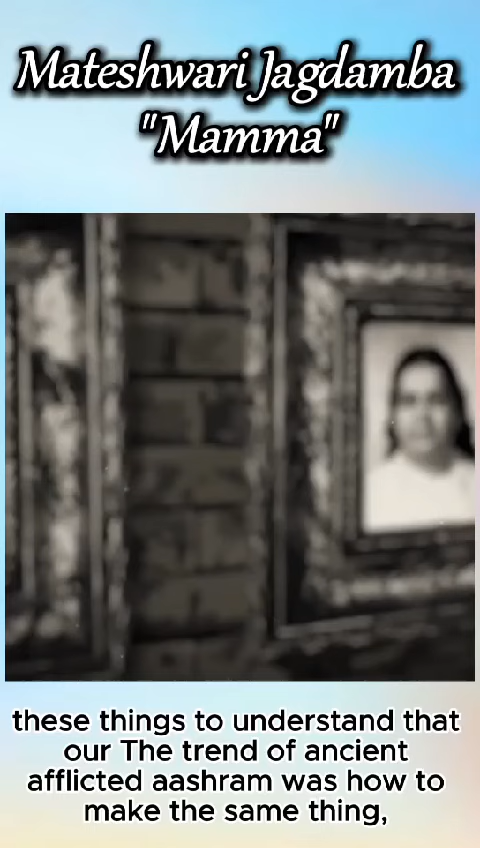 Mateshwari Jagdamba
"Mamma"
these things to understand that
our The trend of ancient
afflicted aashram was how to
make the same thing,